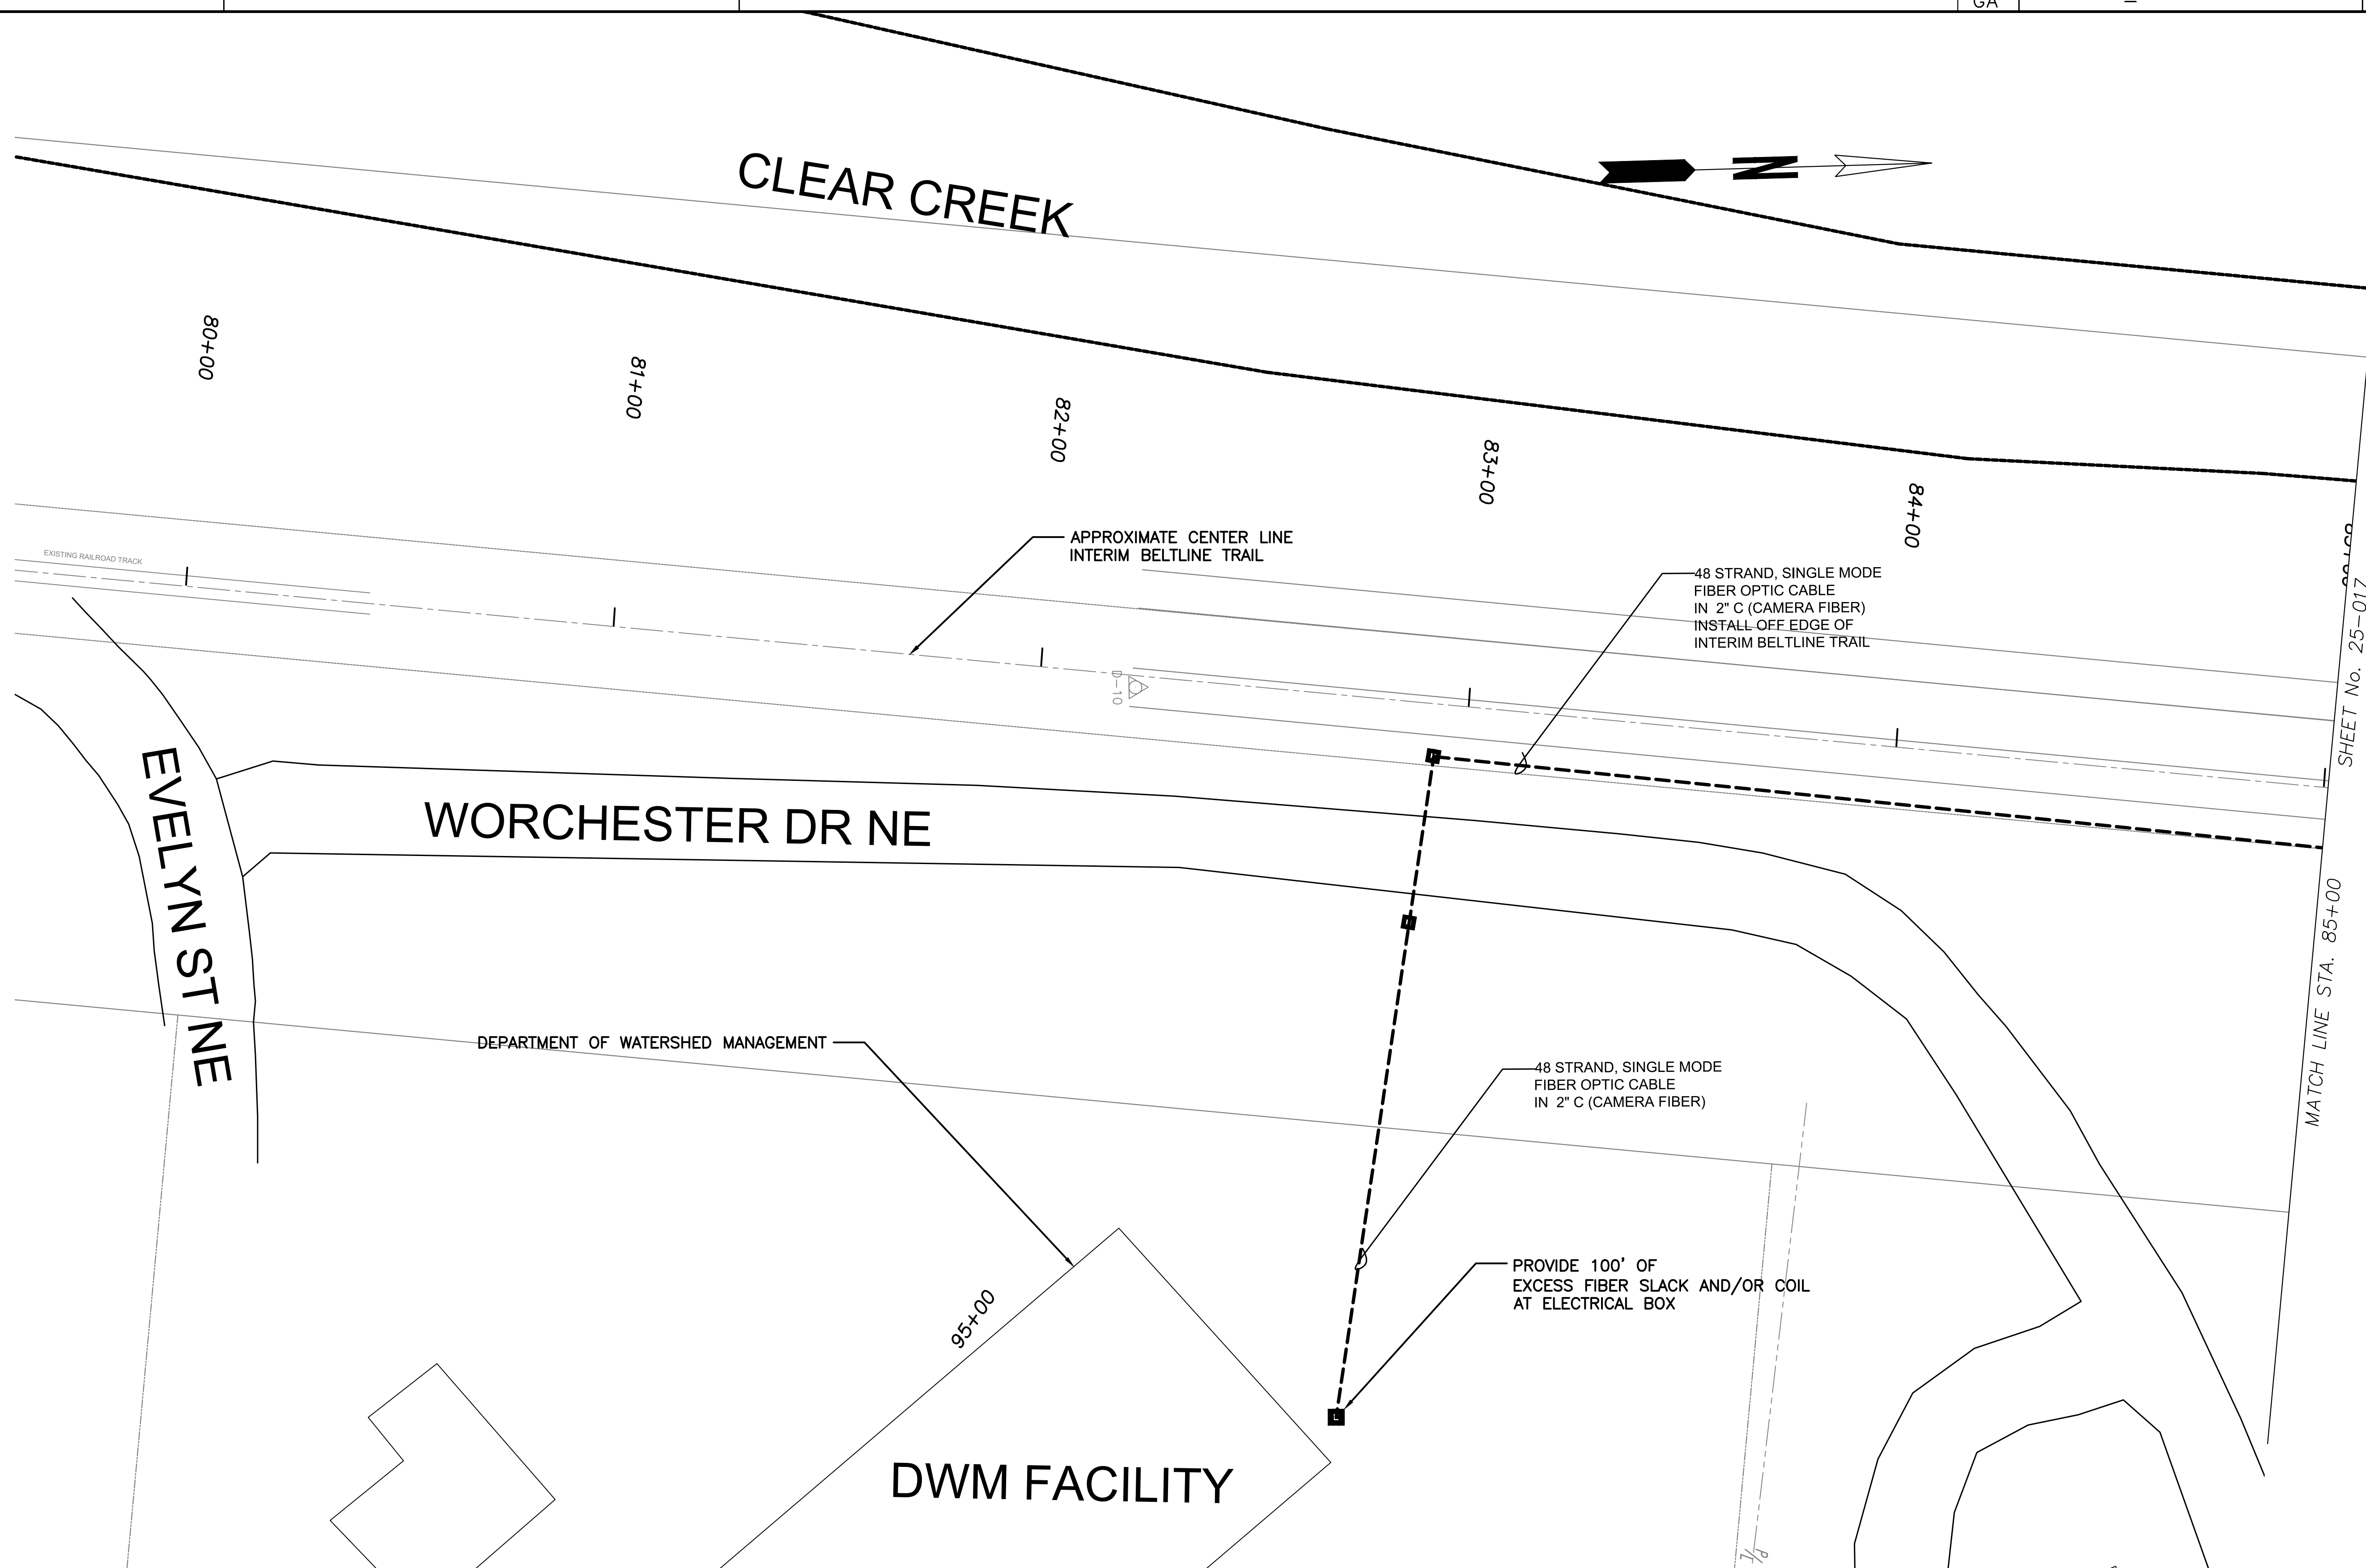 GA
CLEAR CREEK
N
80+00
81+00
82+00
83+00
84+00
APPROXIMATE CENTER LINE
INTERIM BELTLINE TRAIL
EXISTING RAILROAD TRACK
48 STRAND, SINGLE MODE
FIBER OPTIC CABLE
IN 2" C (CAMERA FIBER)
INSTALL OFF EDGE OF
INTERIM BELTLINE TRAIL
D-10
SHEET No. 25-017
MATCH LINE STA. 85+00
EVELYN ST NE
WORCHESTER DR NE
DEPARTMENT OF WATERSHED MANAGEMENT
48 STRAND, SINGLE MODE
FIBER OPTIC CABLE
IN 2" C (CAMERA FIBER)
PROVIDE 100' OF
EXCESS FIBER SLACK AND/OR COIL
AT ELECTRICAL BOX
95+00
DWM FACILITY
P/L